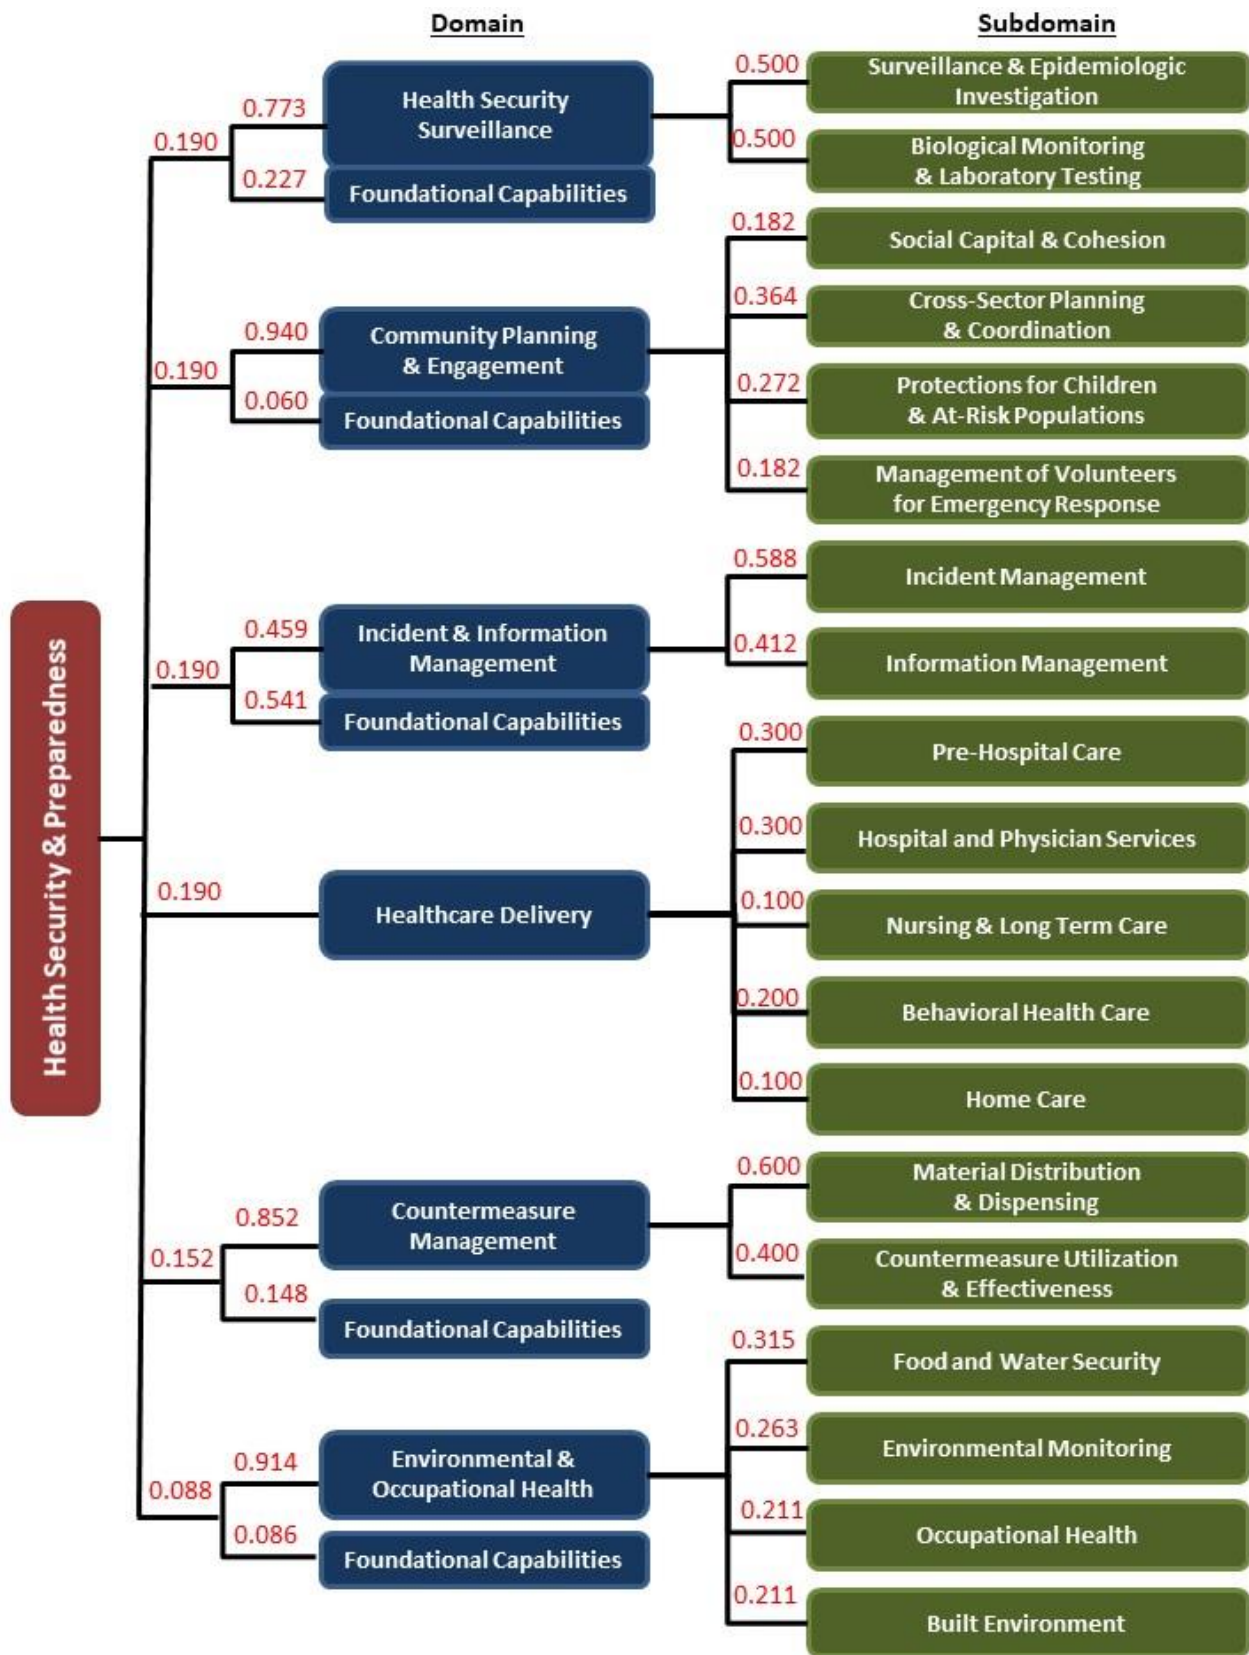 Domain
Subdomain
0.500
Surveillance & Epidemiologic
Investigation
0.773
Health Security
Surveillance
0.190
0.500
Biological Monitoring
& Laboratory Testing
0.227
Foundational Capabilities
0.182
Social Capital & Cohesion
0.364
Cross-Sector Planning
& Coordination
0.940
Community Planning
& Engagement
0.190
0.272
Protections for Children
& At-Risk Populations
0.060
Foundational Capabilities
0.182
Management of Volunteers
for Emergency Response
0.588
Incident Management
0.459
Incident & Information
Management
0.190
0.412
Information Management
0.541
Foundational Capabilities
Health Security & Preparedness
0.300
Pre-Hospital Care
0.300
Hospital and Physician Services
0.190
Healthcare Delivery
0.100
Nursing & Long Term Care
0.200
Behavioral Health Care
0.100
Home Care
0.600
Material Distribution
& Dispensing
0.852
Countermeasure
Management
0.152
0.400
Countermeasure Utilization
& Effectiveness
0.148
Foundational Capabilities
0.315
Food and Water Security
0.263
Environmental Monitoring
0.914
Environmental &
Occupational Health
0.088
0.211
Occupational Health
0.086
Foundational Capabilities
0.211
Built Environment